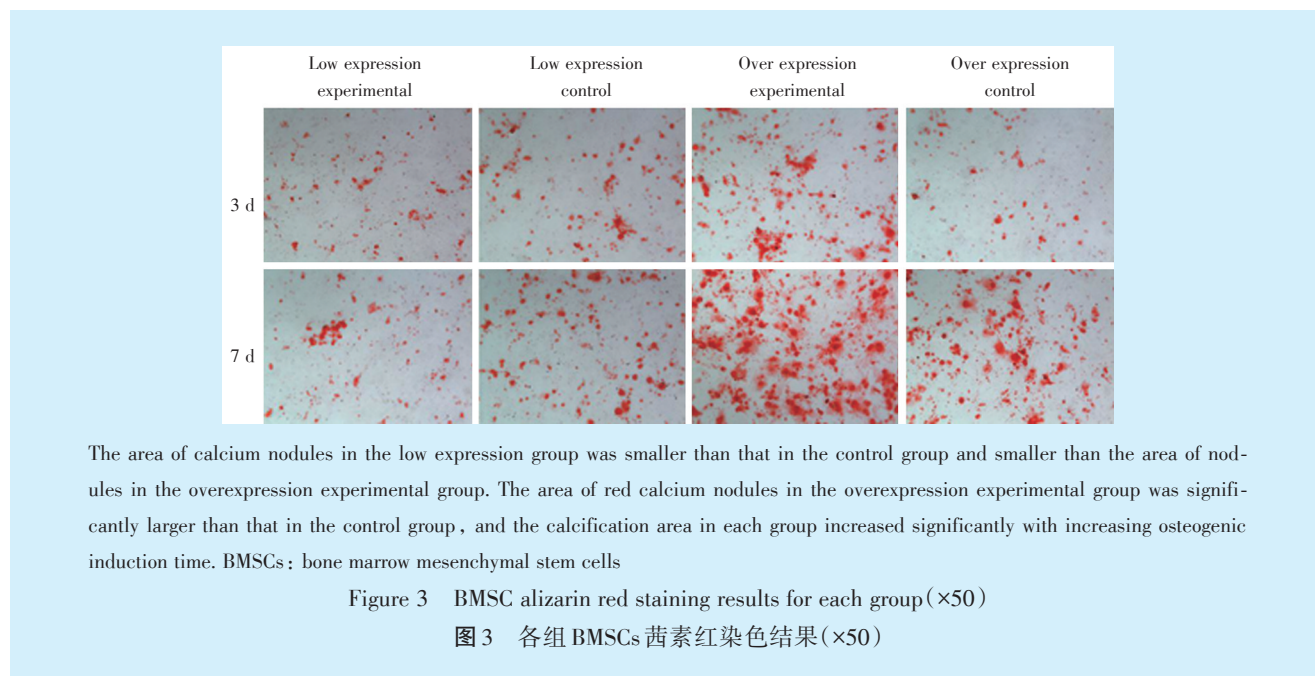 Low expression experimental
Low expression control
Over expression experimental
Over expression control
3 d
7 d
The area of calcium nodules in the low expression group was smaller than that in the control group and smaller than the area of nod-
ules in the overexpression experimental group. The area of red calcium nodules in the overexpression experimental group was signifi-
cantly larger than that in the control group, and the calcification area in each group increased significantly with increasing osteogenic
induction time. BMSCs: bone marrow mesenchymal stem cells
Figure 3 BMSC alizarin red staining results for each group(×50)
图3 各组BMSCs茜素红染色结果(×50)